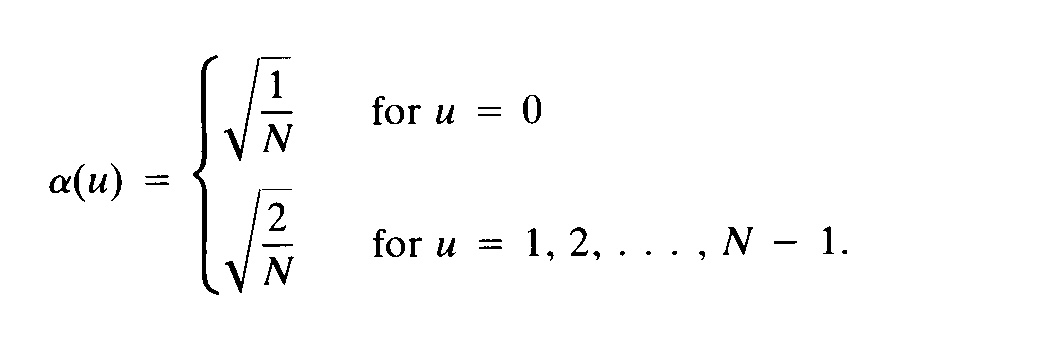 α(u) = { √(1/N) for u = 0
√(2/N) for u = 1, 2, . . . , N − 1.